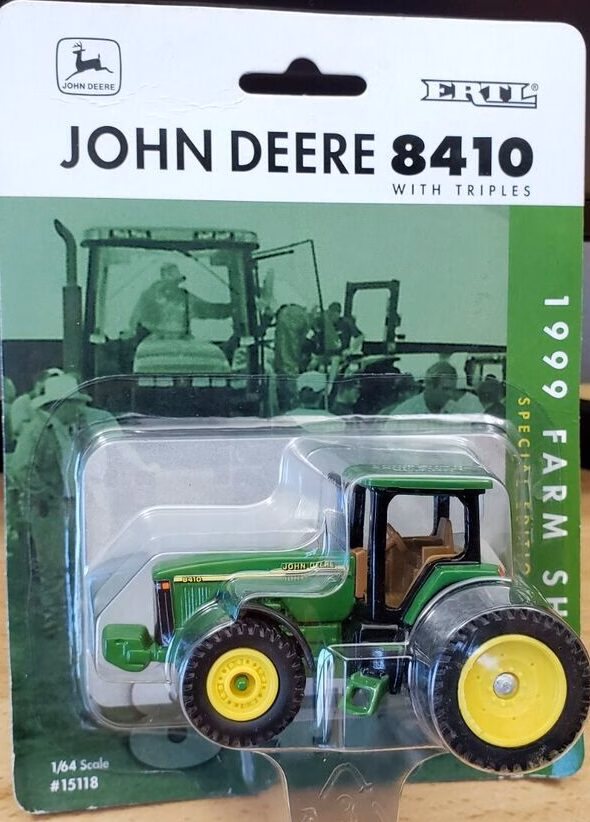 JOHN DEERE
ERTL®
JOHN DEERE 8410
WITH TRIPLES
1999 FARM SH
SPECIAL EDITIO
8410
JOHN DEERE
1/64 Scale
#15118